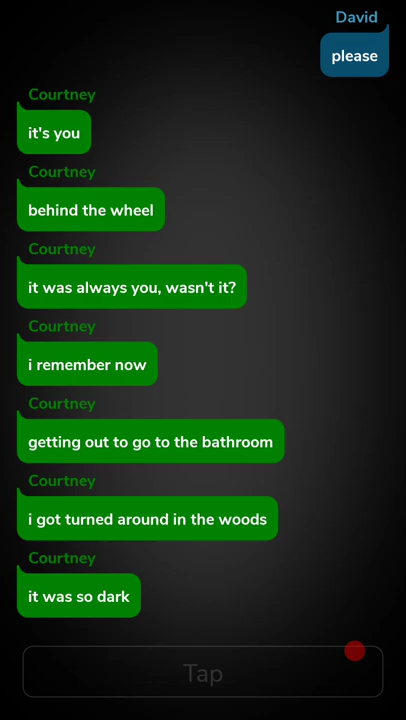 David
please
Courtney
it's you
Courtney
behind the wheel
Courtney
it was always you, wasn't it?
Courtney
i remember now
Courtney
getting out to go to the bathroom
Courtney
i got turned around in the woods
Courtney
it was so dark
Tap